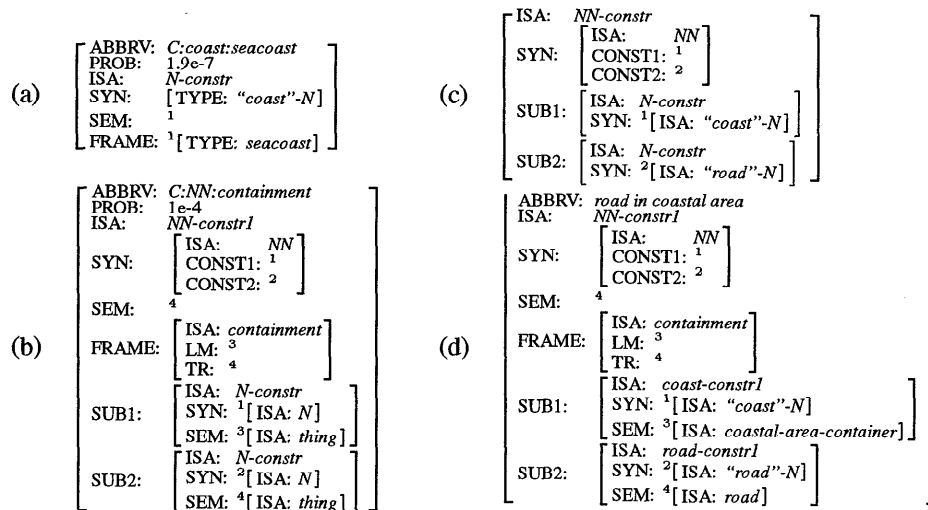 (a)
ABBRV: C:coast:seacoast
PROB: 1.9e-7
ISA: N-constr
SYN: [TYPE: “coast”-N]
SEM: 1
FRAME: 1[TYPE: seacoast]
(b)
ABBRV: C:NN:containment
PROB: 1e-4
ISA: NN-constr1
SYN: [ISA: NN
CONST1: 1
CONST2: 2]
SEM: 4
FRAME: [ISA: containment
LM: 3
TR: 4]
SUB1: [ISA: N-constr
SYN: 1[ISA: N]
SEM: 3[ISA: thing]]
SUB2: [ISA: N-constr
SYN: 2[ISA: N]
SEM: 4[ISA: thing]]
(c)
ISA: NN-constr
SYN: [ISA: NN
CONST1: 1
CONST2: 2]
SUB1: [ISA: N-constr
SYN: 1[ISA: “coast”-N]]
SUB2: [ISA: N-constr
SYN: 2[ISA: “road”-N]]
(d)
ABBRV: road in coastal area
ISA: NN-constr1
SYN: [ISA: NN
CONST1: 1
CONST2: 2]
SEM: 4
FRAME: [ISA: containment
LM: 3
TR: 4]
SUB1: [ISA: coast-constr1
SYN: 1[ISA: “coast”-N]
SEM: 3[ISA: coastal-area-container]]
SUB2: [ISA: road-constr1
SYN: 2[ISA: “road”-N]
SEM: 4[ISA: road]]